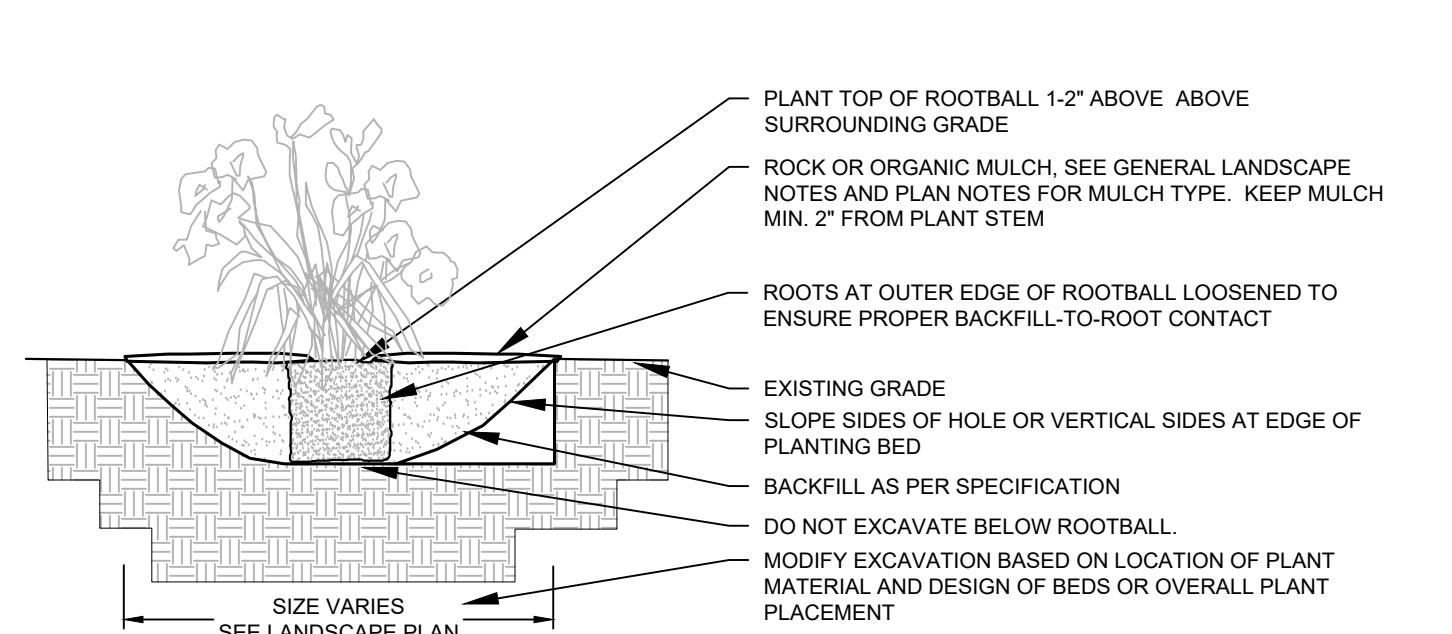 PLANT TOP OF ROOTBALL 1-2" ABOVE ABOVE
SURROUNDING GRADE
ROCK OR ORGANIC MULCH, SEE GENERAL LANDSCAPE
NOTES AND PLAN NOTES FOR MULCH TYPE. KEEP MULCH
MIN. 2" FROM PLANT STEM
ROOTS AT OUTER EDGE OF ROOTBALL LOOSENED TO
ENSURE PROPER BACKFILL-TO-ROOT CONTACT
EXISTING GRADE
SLOPE SIDES OF HOLE OR VERTICAL SIDES AT EDGE OF
PLANTING BED
BACKFILL AS PER SPECIFICATION
DO NOT EXCAVATE BELOW ROOTBALL.
MODIFY EXCAVATION BASED ON LOCATION OF PLANT
MATERIAL AND DESIGN OF BEDS OR OVERALL PLANT
PLACEMENT
SIZE VARIES
SEE LANDSCAPE PLAN